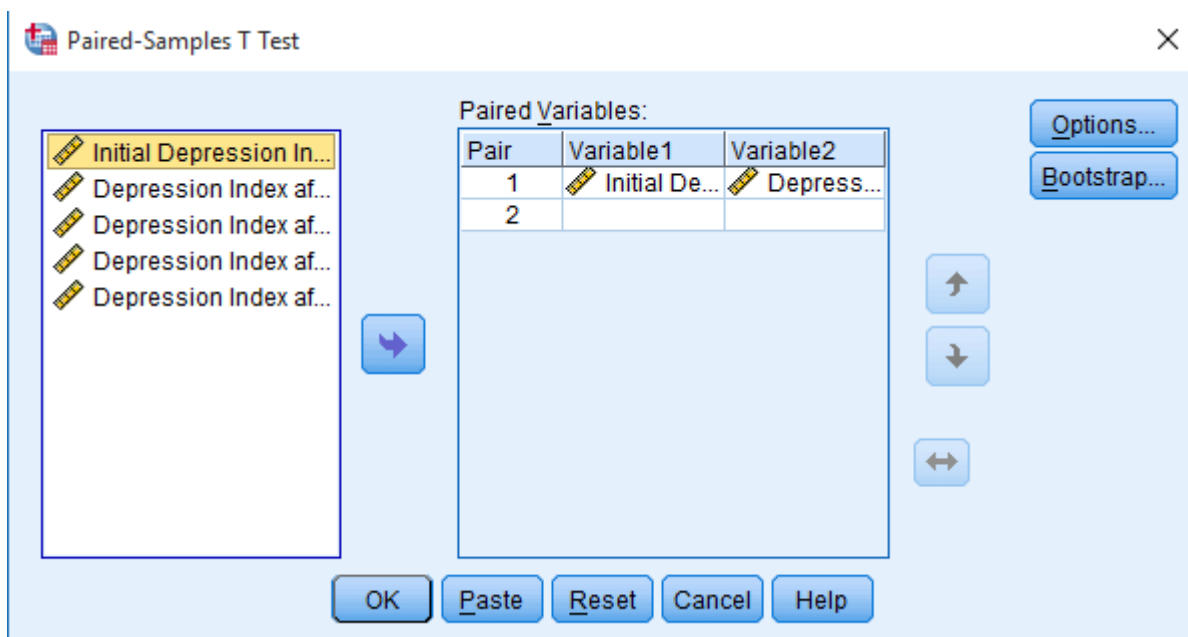 Paired-Samples T Test
Paired Variables:
Initial Depression In...
Depression Index af...
Depression Index af...
Depression Index af...
Depression Index af...
Pair Variable1 Variable2
1 Initial De... Depress...
2
Options...
Bootstrap...
OK Paste Reset Cancel Help